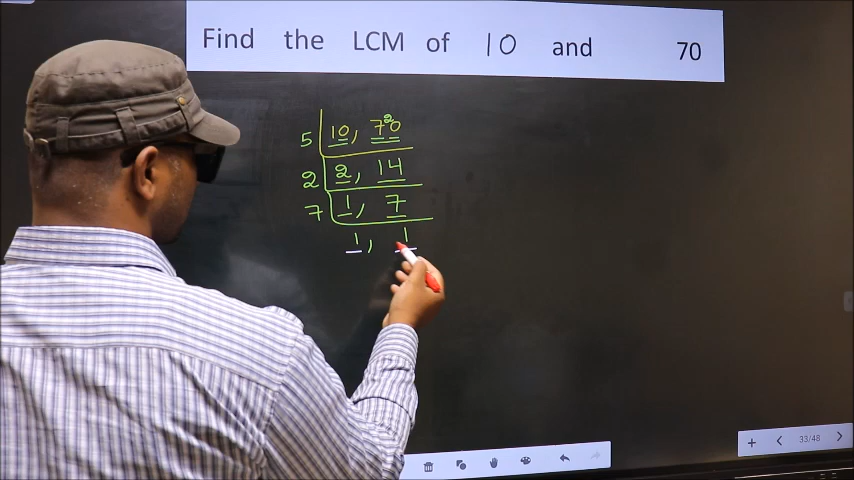 Find the LCM of 10 and 70
5 10, 720
2 2, 14
7 1, 7
1, 1
33/48